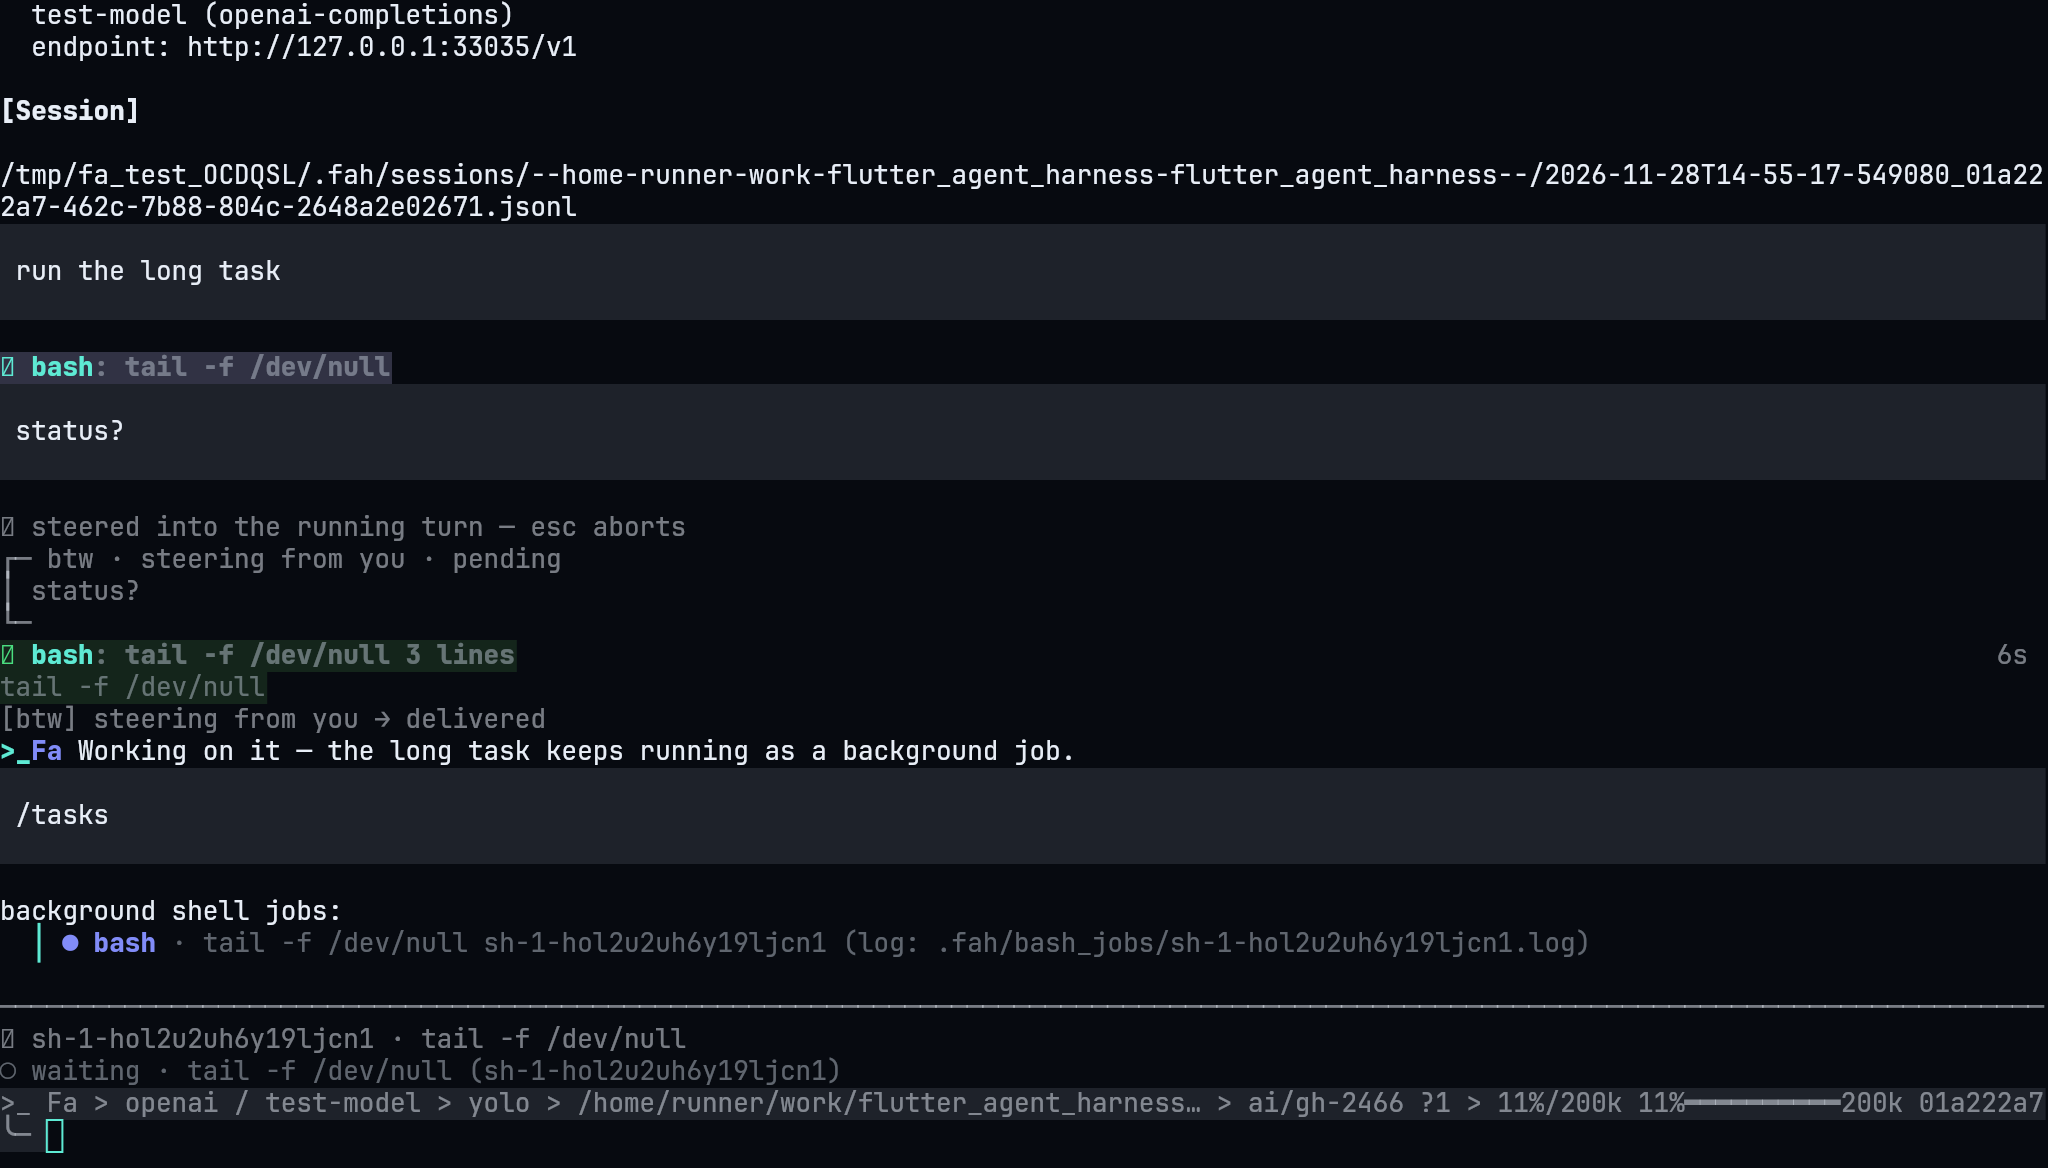 test-model (openai-completions)
endpoint: http://127.0.0.1:33035/v1
[Session]
/tmp/fa_test_OCDQSL/.fah/sessions/--home-runner-work-flutter_agent_harness-flutter_agent_harness--/2026-11-28T14-55-17-549080_01a22
2a7-462c-7b88-804c-2648a2e02671.jsonl
run the long task
bash: tail -f /dev/null
status?
steered into the running turn — esc aborts
btw · steering from you · pending
status?
bash: tail -f /dev/null 3 lines 6s
tail -f /dev/null
[btw] steering from you → delivered
>_Fa Working on it — the long task keeps running as a background job.
/tasks
background shell jobs:
● bash · tail -f /dev/null sh-1-hol2u2uh6y19ljcn1 (log: .fah/bash_jobs/sh-1-hol2u2uh6y19ljcn1.log)
sh-1-hol2u2uh6y19ljcn1 · tail -f /dev/null
○ waiting · tail -f /dev/null (sh-1-hol2u2uh6y19ljcn1)
>_ Fa > openai / test-model > yolo > /home/runner/work/flutter_agent_harness… > ai/gh-2466 ?1 > 11%/200k 11%━━━━━━━━━━200k 01a222a7